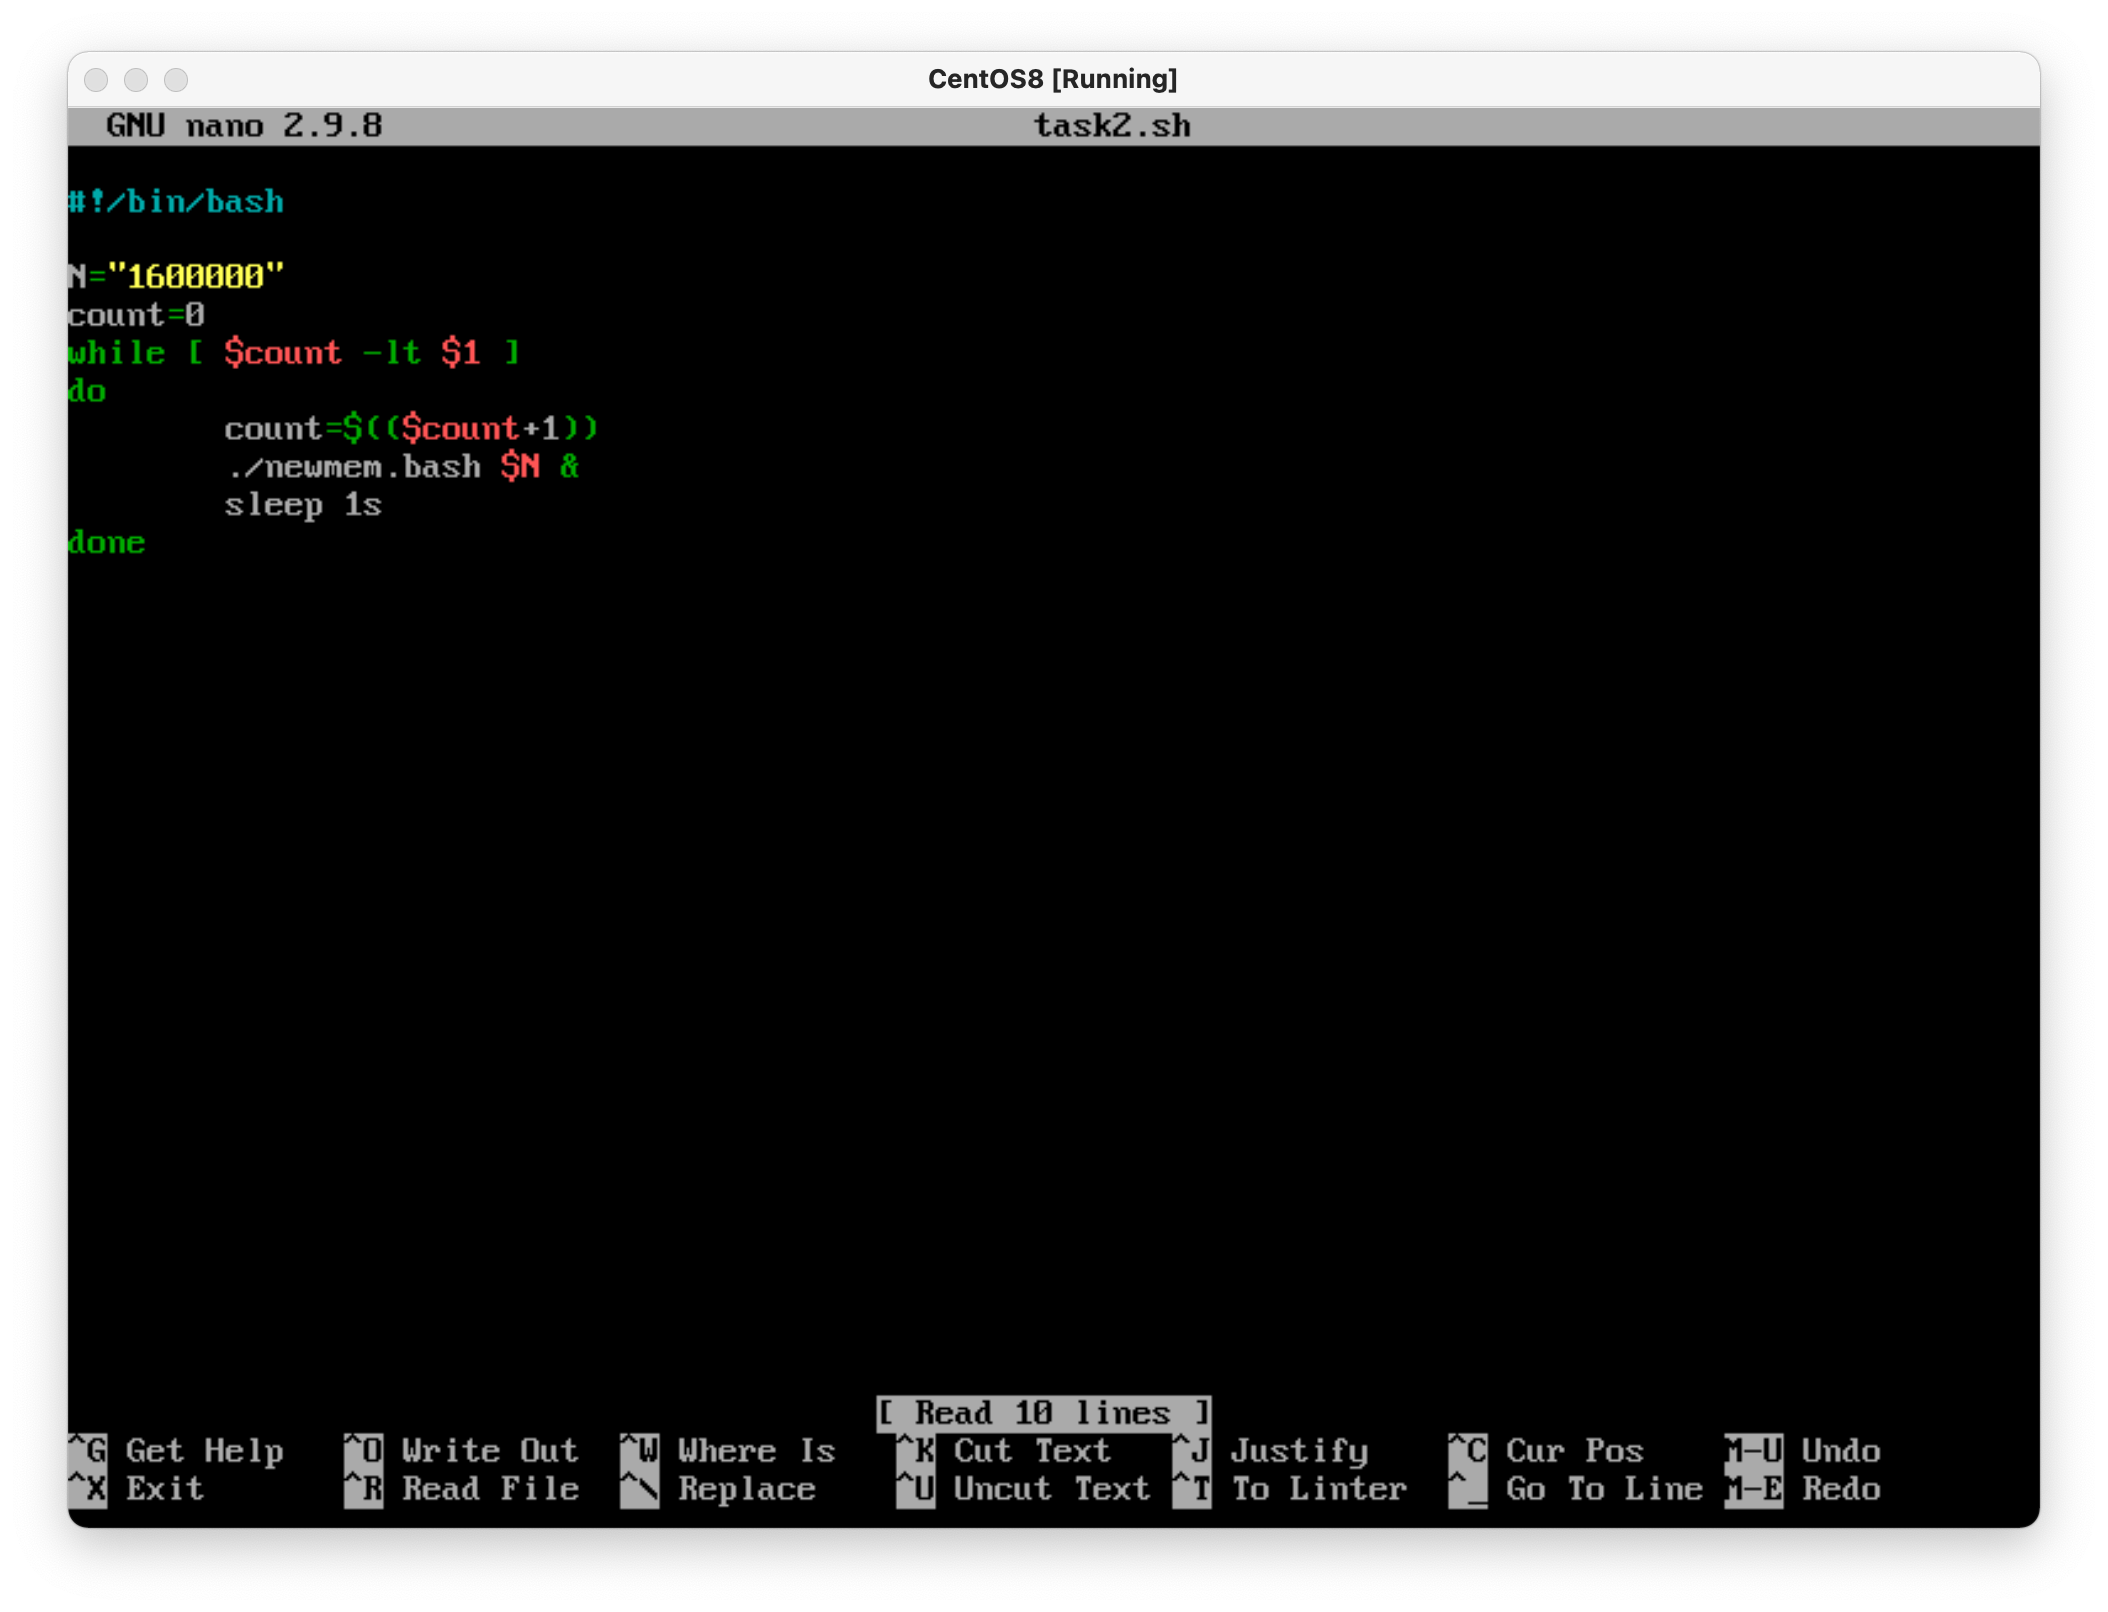 CentOS8 [Running]
GNU nano 2.9.8 task2.sh
#!/bin/bash
N="1600000"
count=0
while [ $count -lt $1 ]
do
count=$(($count+1))
./newmem.bash $N &
sleep 1s
done
[ Read 10 lines ]
^G Get Help ^O Write Out ^W Where Is ^K Cut Text ^J Justify ^C Cur Pos M-U Undo
^X Exit ^R Read File ^\ Replace ^U Uncut Text ^T To Linter ^_ Go To Line M-E Redo